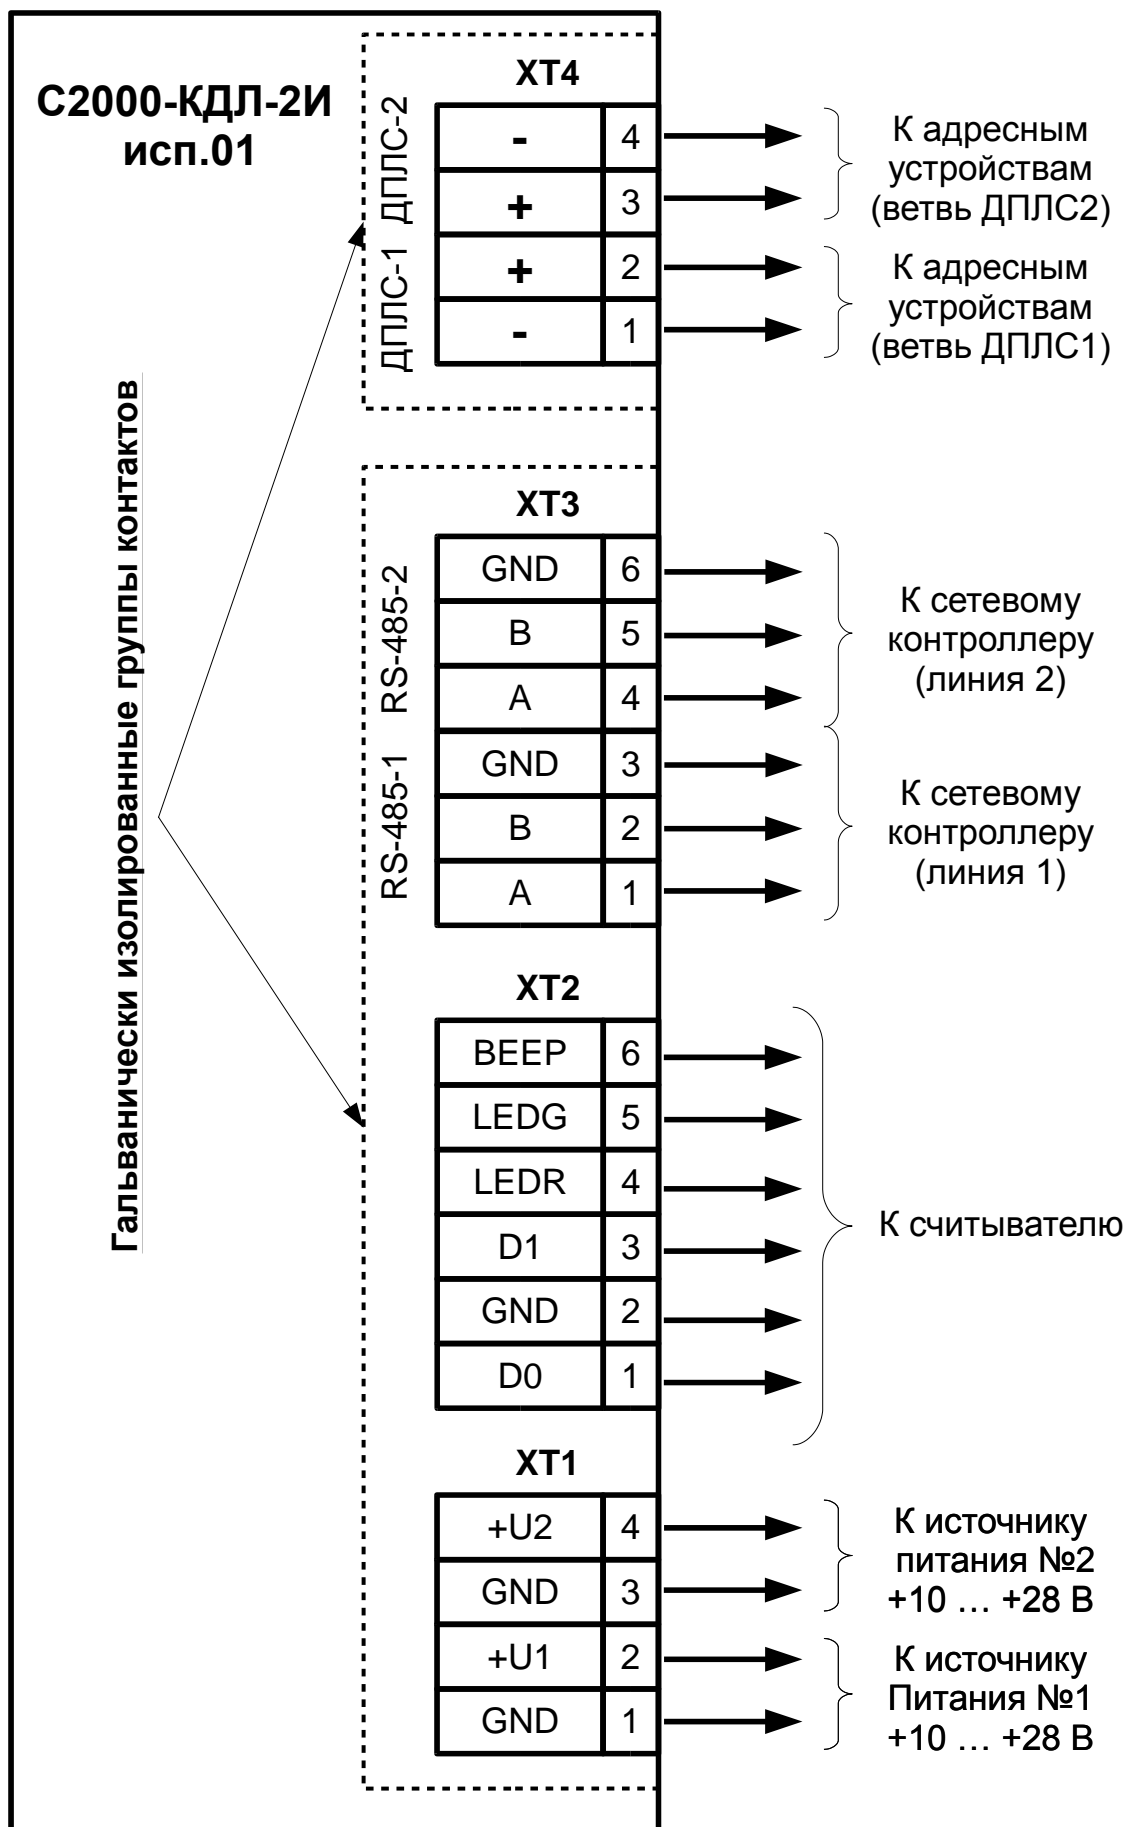 С2000-КДЛ-2И
исп.01
Гальванически изолированные группы контактов
XT4
ДПЛС-2
ДПЛС-1
- 4
+ 3
+ 2
- 1
К адресным
устройствам
(ветвь ДПЛС2)
К адресным
устройствам
(ветвь ДПЛС1)
XT3
RS-485-2
RS-485-1
GND 6
B 5
A 4
GND 3
B 2
A 1
К сетевому
контроллеру
(линия 2)
К сетевому
контроллеру
(линия 1)
XT2
BEEP 6
LEDG 5
LEDR 4
D1 3
GND 2
D0 1
К считывателю
XT1
+U2 4
GND 3
+U1 2
GND 1
К источнику
питания №2
+10 … +28 В
К источнику
Питания №1
+10 … +28 В